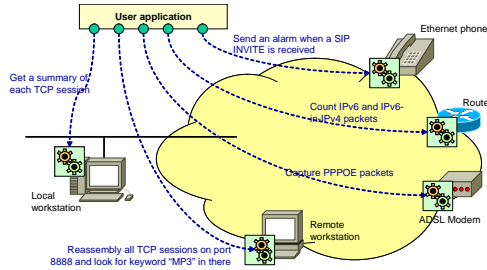 User application
Send an alarm when a SIP
INVITE is received
Ethernet phone
Get a summary of
each TCP session
Count IPv6 and IPv6-
in-IPv4 packets
Route
Capture PPPOE packets
Local
workstation
ADSL Modem
Remote
workstation
Reassembly all TCP sessions on port
8888 and look for keyword “MP3” in there